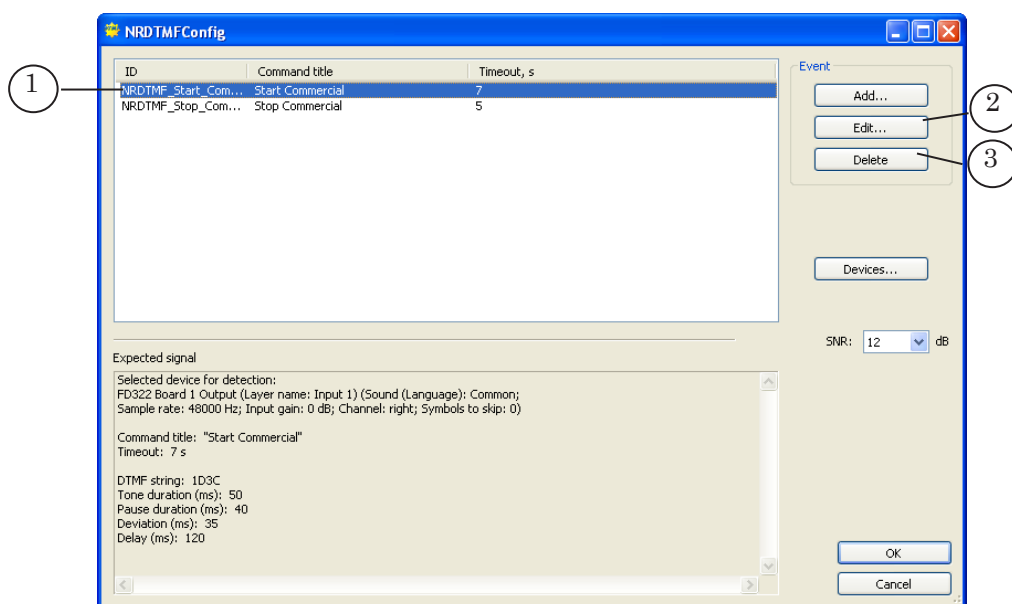 NRDTMFConfig
ID Command title Timeout, s
NRDTMF_Start_Com... Start Commercial 7
NRDTMF_Stop_Com... Stop Commercial 5
Event
Add...
Edit...
Delete
1
2
3
Devices...
SNR: 12 dB
Expected signal
Selected device for detection:
FD322 Board 1 Output (Layer name: Input 1) (Sound (Language): Common;
Sample rate: 48000 Hz; Input gain: 0 dB; Channel: right; Symbols to skip: 0)
Command title: "Start Commercial"
Timeout: 7 s
DTMF string: 1D3C
Tone duration (ms): 50
Pause duration (ms): 40
Deviation (ms): 35
Delay (ms): 120
OK
Cancel